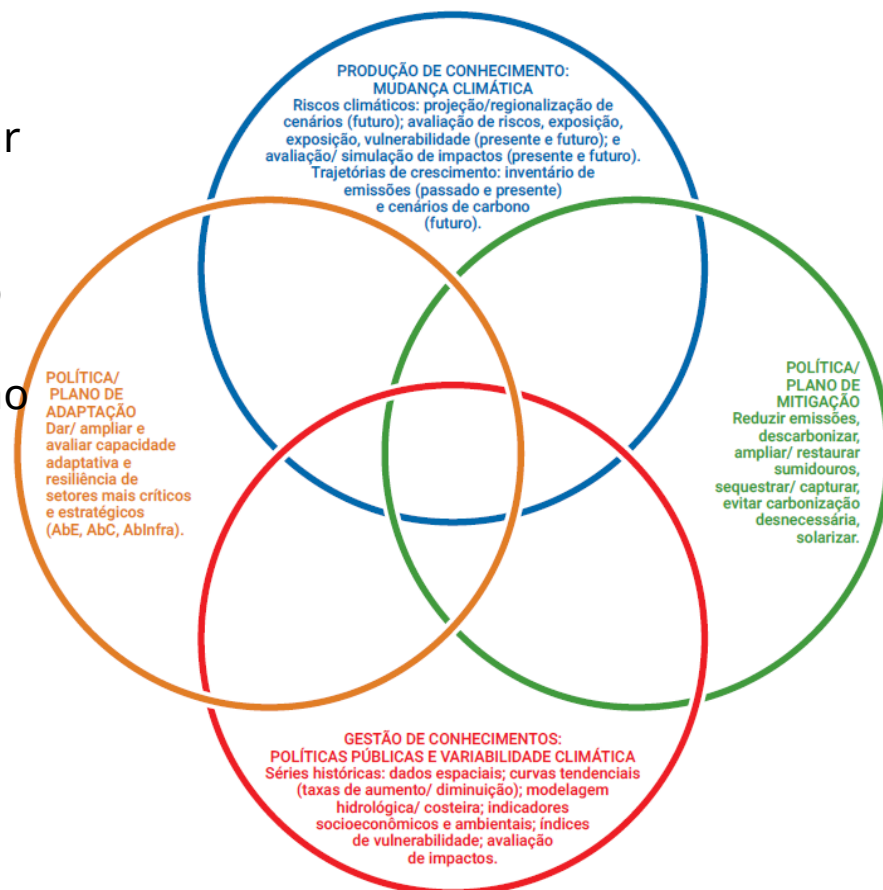 PRODUÇÃO DE CONHECIMENTO:
MUDANÇA CLIMÁTICA
Riscos climáticos: projeção/regionalização de
cenários (futuro); avaliação de riscos, exposição,
exposição, vulnerabilidade (presente e futuro); e
avaliação/ simulação de impactos (presente e futuro).
Trajetórias de crescimento: inventário de
emissões (passado e presente)
e cenários de carbono
(futuro).
r
o
POLÍTICA/
PLANO DE
ADAPTAÇÃO
Dar/ ampliar e
avaliar capacidade
adaptativa e
resiliência de
setores mais críticos
e estratégicos
(AbE, AbC, AbInfra).
POLÍTICA/
PLANO DE
MITIGAÇÃO
Reduzir emissões,
descarbonizar,
ampliar/ restaurar
sumidouros,
sequestrar/ capturar,
evitar carbonização
desnecessária,
solarizar.
GESTÃO DE CONHECIMENTOS:
POLÍTICAS PÚBLICAS E VARIABILIDADE CLIMÁTICA
Séries históricas: dados espaciais; curvas tendenciais
(taxas de aumento/ diminuição); modelagem
hidrológica/ costeira; indicadores
socioeconômicos e ambientais; índices
de vulnerabilidade; avaliação
de impactos.